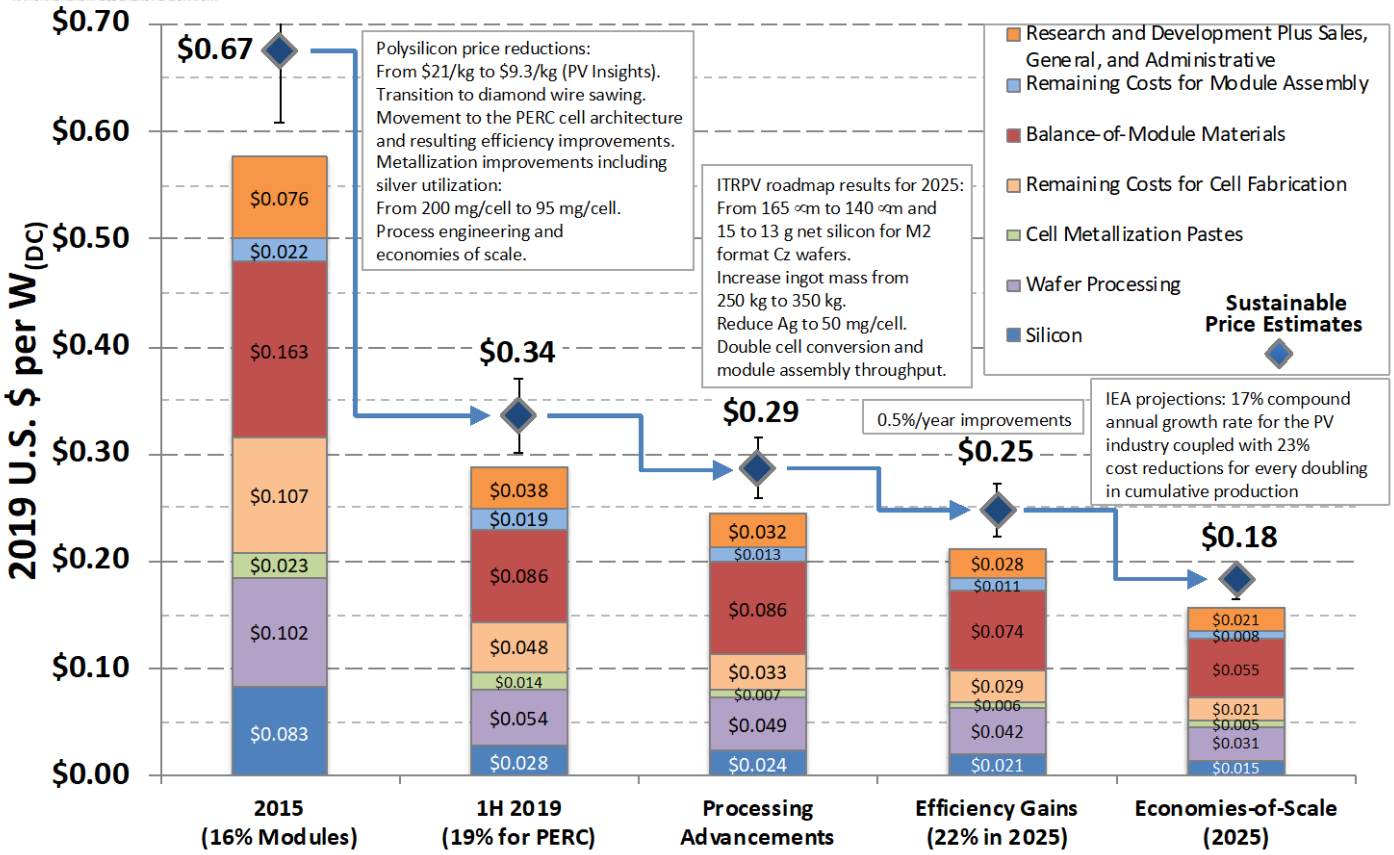 2019 U.S. $ per W(DC)
$0.70
$0.60
$0.50
$0.40
$0.30
$0.20
$0.10
$0.00
$0.67
Polysilicon price reductions:
From $21/kg to $9.3/kg (PV Insights).
Transition to diamond wire sawing.
Movement to the PERC cell architecture
and resulting efficiency improvements.
Metallization improvements including
silver utilization:
From 200 mg/cell to 95 mg/cell.
Process engineering and
economies of scale.
ITRPV roadmap results for 2025:
From 165 ∝m to 140 ∝m and
15 to 13 g net silicon for M2
format Cz wafers.
Increase ingot mass from
250 kg to 350 kg.
Reduce Ag to 50 mg/cell.
Double cell conversion and
module assembly throughput.
Research and Development Plus Sales,
General, and Administrative
Remaining Costs for Module Assembly
Balance-of-Module Materials
Remaining Costs for Cell Fabrication
Cell Metallization Pastes
Wafer Processing
Silicon
Sustainable
Price Estimates
0.5%/year improvements
IEA projections: 17% compound
annual growth rate for the PV
industry coupled with 23%
cost reductions for every doubling
in cumulative production
$0.34
$0.29
$0.25
$0.18
$0.076
$0.022
$0.163
$0.107
$0.023
$0.102
$0.083
$0.038
$0.019
$0.086
$0.048
$0.014
$0.054
$0.028
$0.032
$0.013
$0.086
$0.033
$0.007
$0.049
$0.024
$0.028
$0.011
$0.074
$0.029
$0.006
$0.042
$0.021
$0.021
$0.008
$0.055
$0.021
$0.005
$0.031
$0.015
2015
(16% Modules)
1H 2019
(19% for PERC)
Processing
Advancements
Efficiency Gains
(22% in 2025)
Economies-of-Scale
(2025)